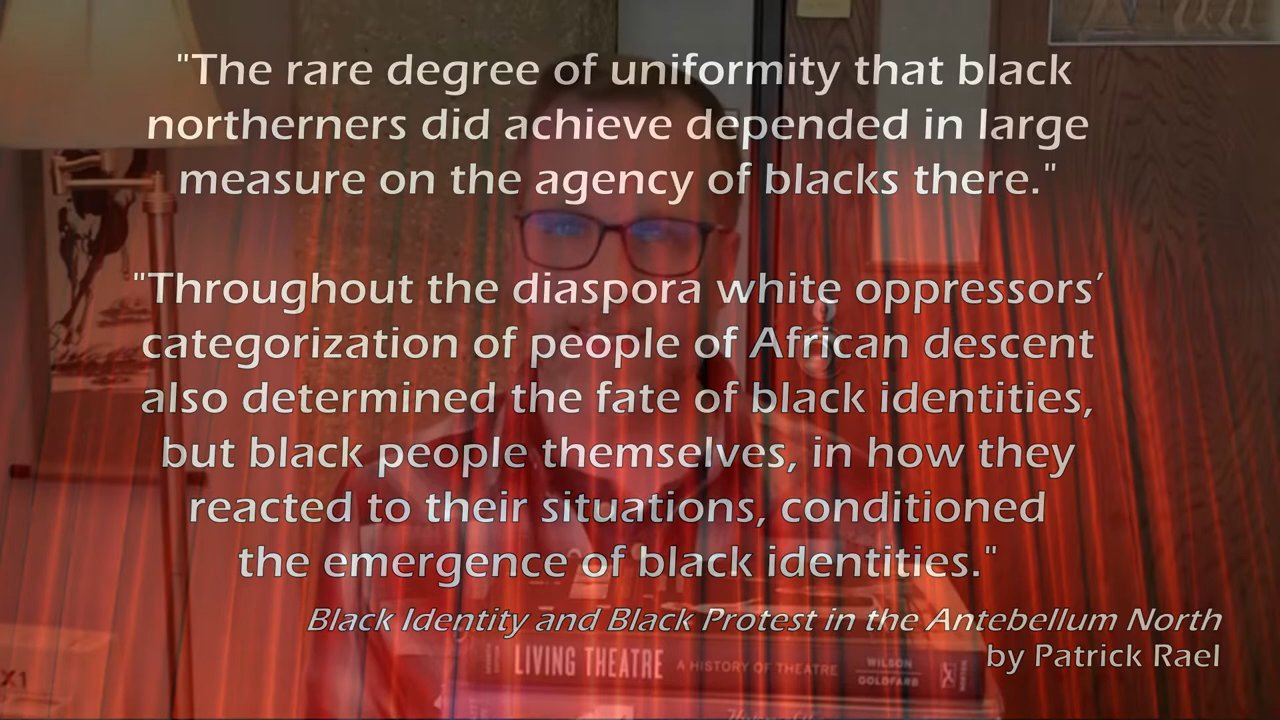 "The rare degree of uniformity that black
northerners did achieve depended in large
measure on the agency of blacks there."
"Throughout the diaspora white oppressors’
categorization of people of African descent
also determined the fate of black identities,
but black people themselves, in how they
reacted to their situations, conditioned
the emergence of black identities."
Black Identity and Black Protest in the Antebellum North
by Patrick Rael
LIVING THEATRE A HISTORY OF THEATRE WILSON
GOLDFARB
NORTON
X1